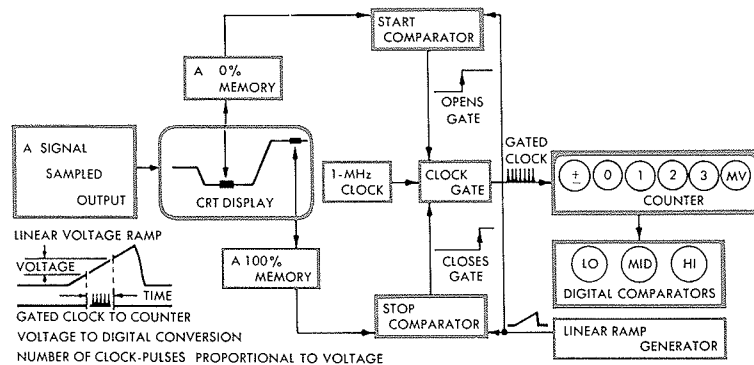 START
COMPARATOR
A 0%
MEMORY
OPENS
GATE
A SIGNAL
SAMPLED
OUTPUT
CRT DISPLAY
1-MHz
CLOCK
CLOCK
GATE
GATED
CLOCK
± 0 1 2 3 MV
COUNTER
LO MID HI
DIGITAL COMPARATORS
CLOSES
GATE
A 100%
MEMORY
STOP
COMPARATOR
LINEAR RAMP
GENERATOR
LINEAR VOLTAGE RAMP
VOLTAGE
TIME
GATED CLOCK TO COUNTER
VOLTAGE TO DIGITAL CONVERSION
NUMBER OF CLOCK-PULSES PROPORTIONAL TO VOLTAGE